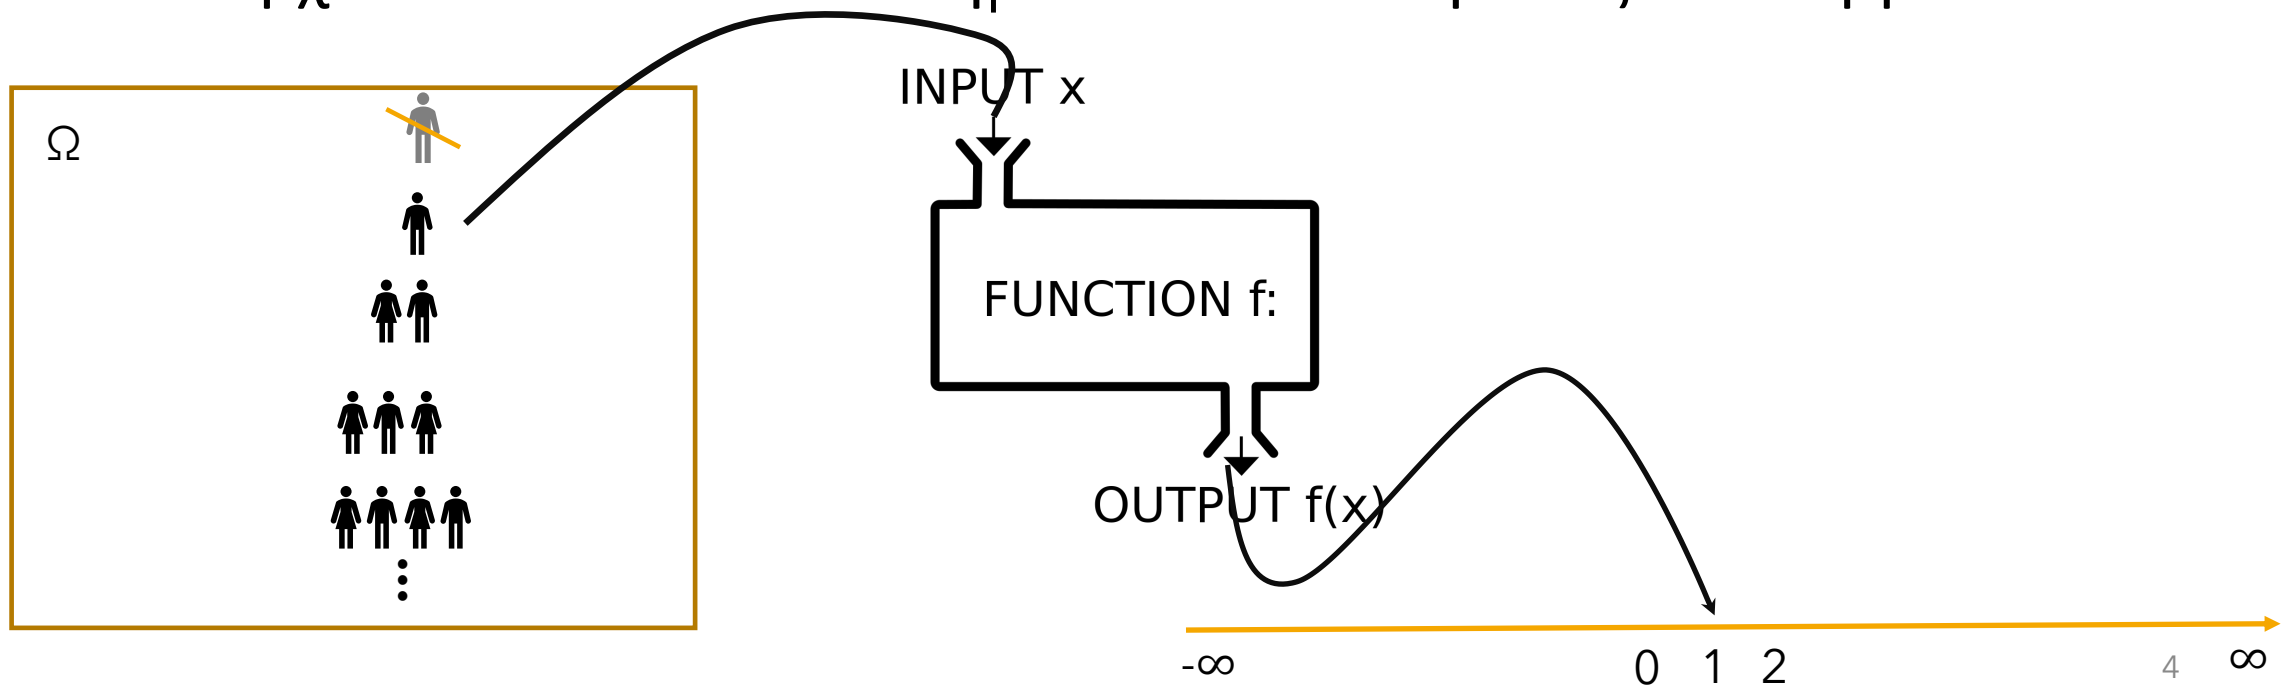 INPUT x
Ω
FUNCTION f:
OUTPUT f(x)
-∞ 0 1 2 4 ∞